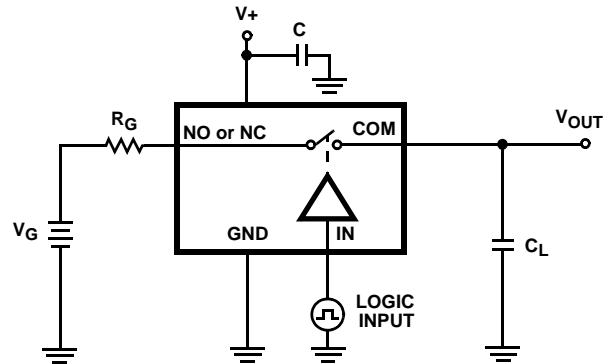 V+
C
RG
NO or NC
COM
VOUT
VG
GND
IN
CL
LOGIC
INPUT